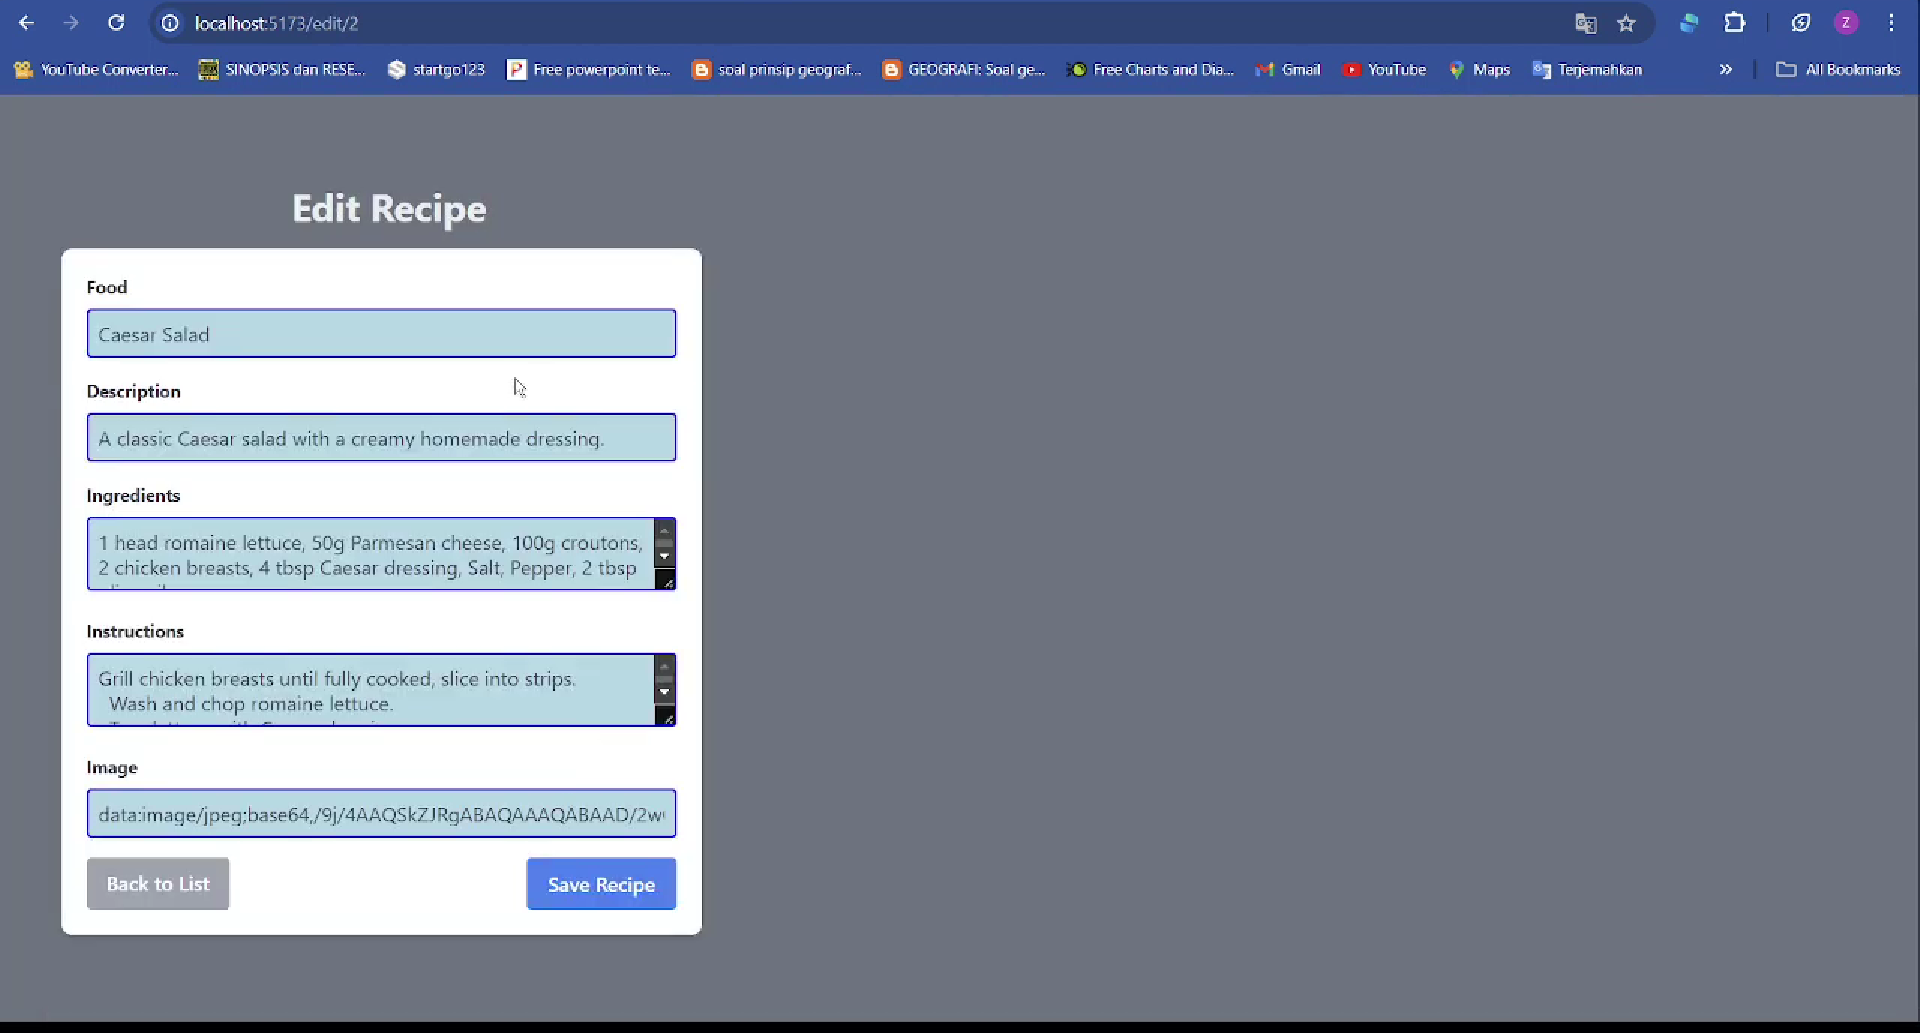 localhost:5173/edit/2
Z
YouTube Converter...
SINOPSIS dan RESE...
startgo123
Free powerpoint te...
soal prinsip geograf...
GEOGRAFI: Soal ge...
Free Charts and Dia...
Gmail
YouTube
Maps
Terjemahkan
»
All Bookmarks
Edit Recipe
Food
Caesar Salad
Description
A classic Caesar salad with a creamy homemade dressing.
Ingredients
1 head romaine lettuce, 50g Parmesan cheese, 100g croutons,
2 chicken breasts, 4 tbsp Caesar dressing, Salt, Pepper, 2 tbsp
Instructions
Grill chicken breasts until fully cooked, slice into strips.
Wash and chop romaine lettuce.
Image
data:image/jpeg;base64,/9j/4AAQSkZJRgABAQAAAQABAAD/2w
Back to List
Save Recipe